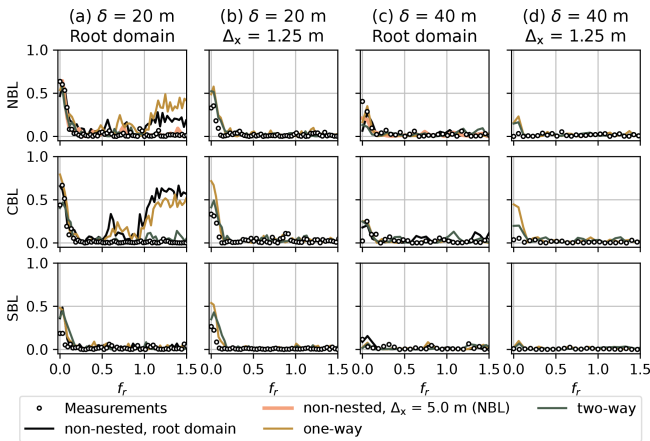 (a) δ = 20 m
Root domain
(b) δ = 20 m
Δx = 1.25 m
(c) δ = 40 m
Root domain
(d) δ = 40 m
Δx = 1.25 m
NBL
1.0
0.5
0.0
CBL
1.0
0.5
0.0
SBL
1.0
0.5
0.0
0.0 0.5 1.0 1.5
0.0 0.5 1.0 1.5
0.0 0.5 1.0 1.5
0.0 0.5 1.0 1.5
fr
fr
fr
fr
Measurements
non-nested, root domain
non-nested, Δx = 5.0 m (NBL)
one-way
two-way